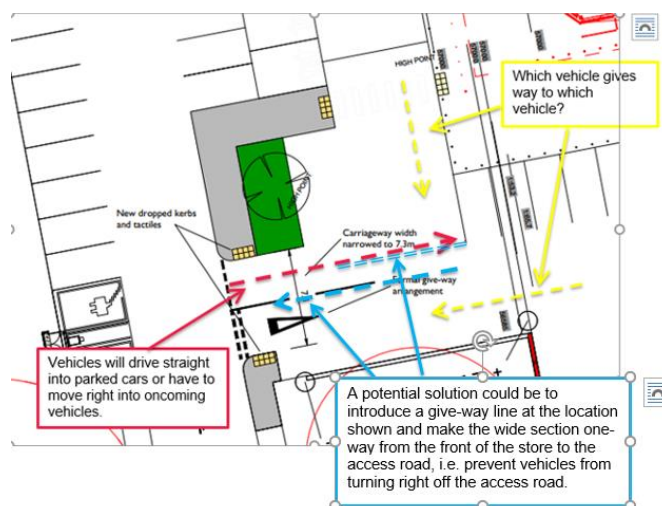 HIGH POINT
Which vehicle gives
way to which
vehicle?
HIGH POINT
New dropped kerbs
and tactiles
Carriageway width
narrowed to 7.3m
Formal give-way
arrangement
Vehicles will drive straight
into parked cars or have to
move right into oncoming
vehicles.
A potential solution could be to
introduce a give-way line at the location
shown and make the wide section one-
way from the front of the store to the
access road, i.e. prevent vehicles from
turning right off the access road.